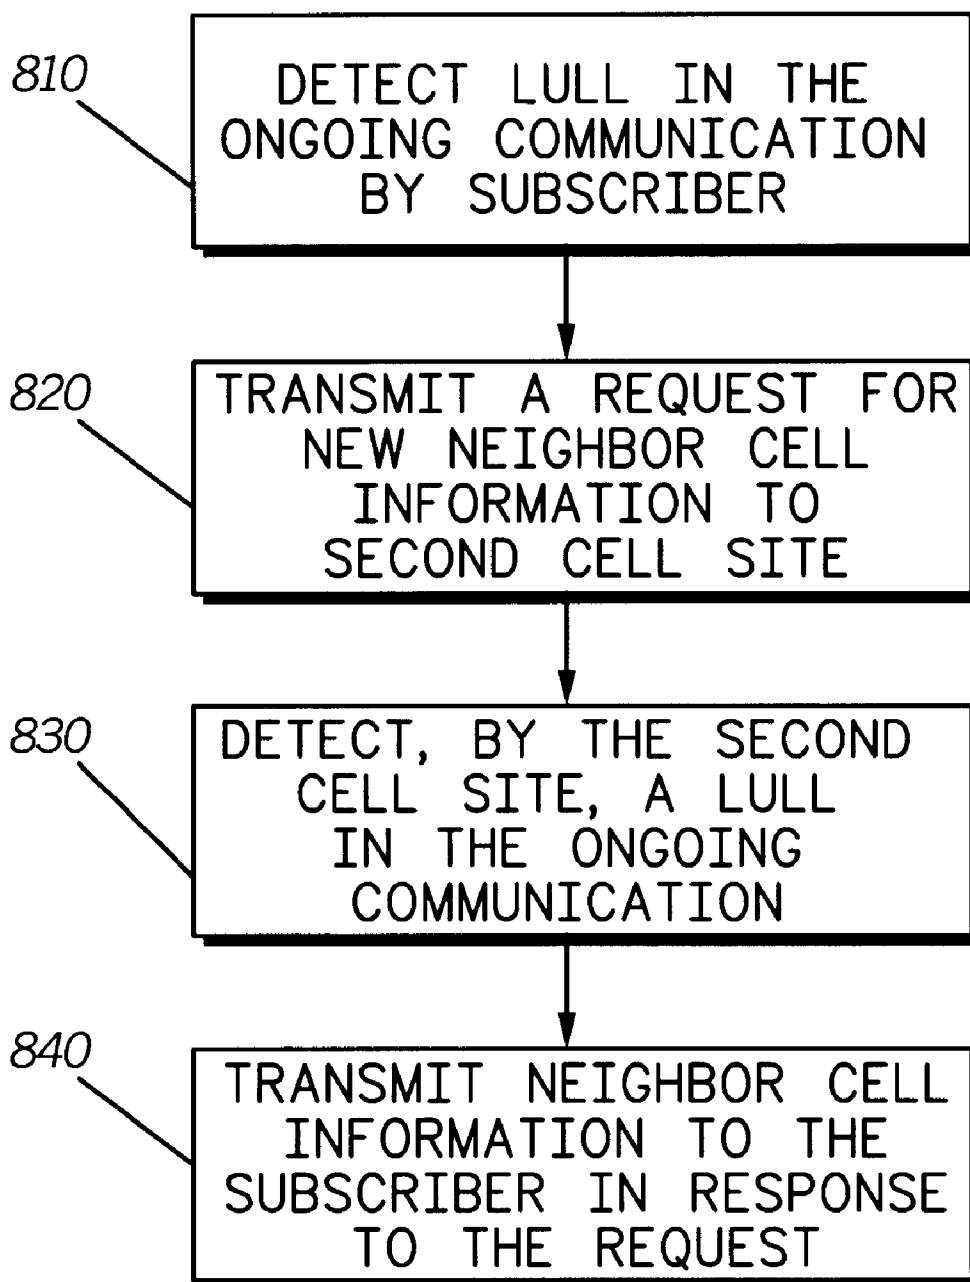 810
DETECT LULL IN THE
ONGOING COMMUNICATION
BY SUBSCRIBER
820
TRANSMIT A REQUEST FOR
NEW NEIGHBOR CELL
INFORMATION TO
SECOND CELL SITE
830
DETECT, BY THE SECOND
CELL SITE, A LULL
IN THE ONGOING
COMMUNICATION
840
TRANSMIT NEIGHBOR CELL
INFORMATION TO THE
SUBSCRIBER IN RESPONSE
TO THE REQUEST